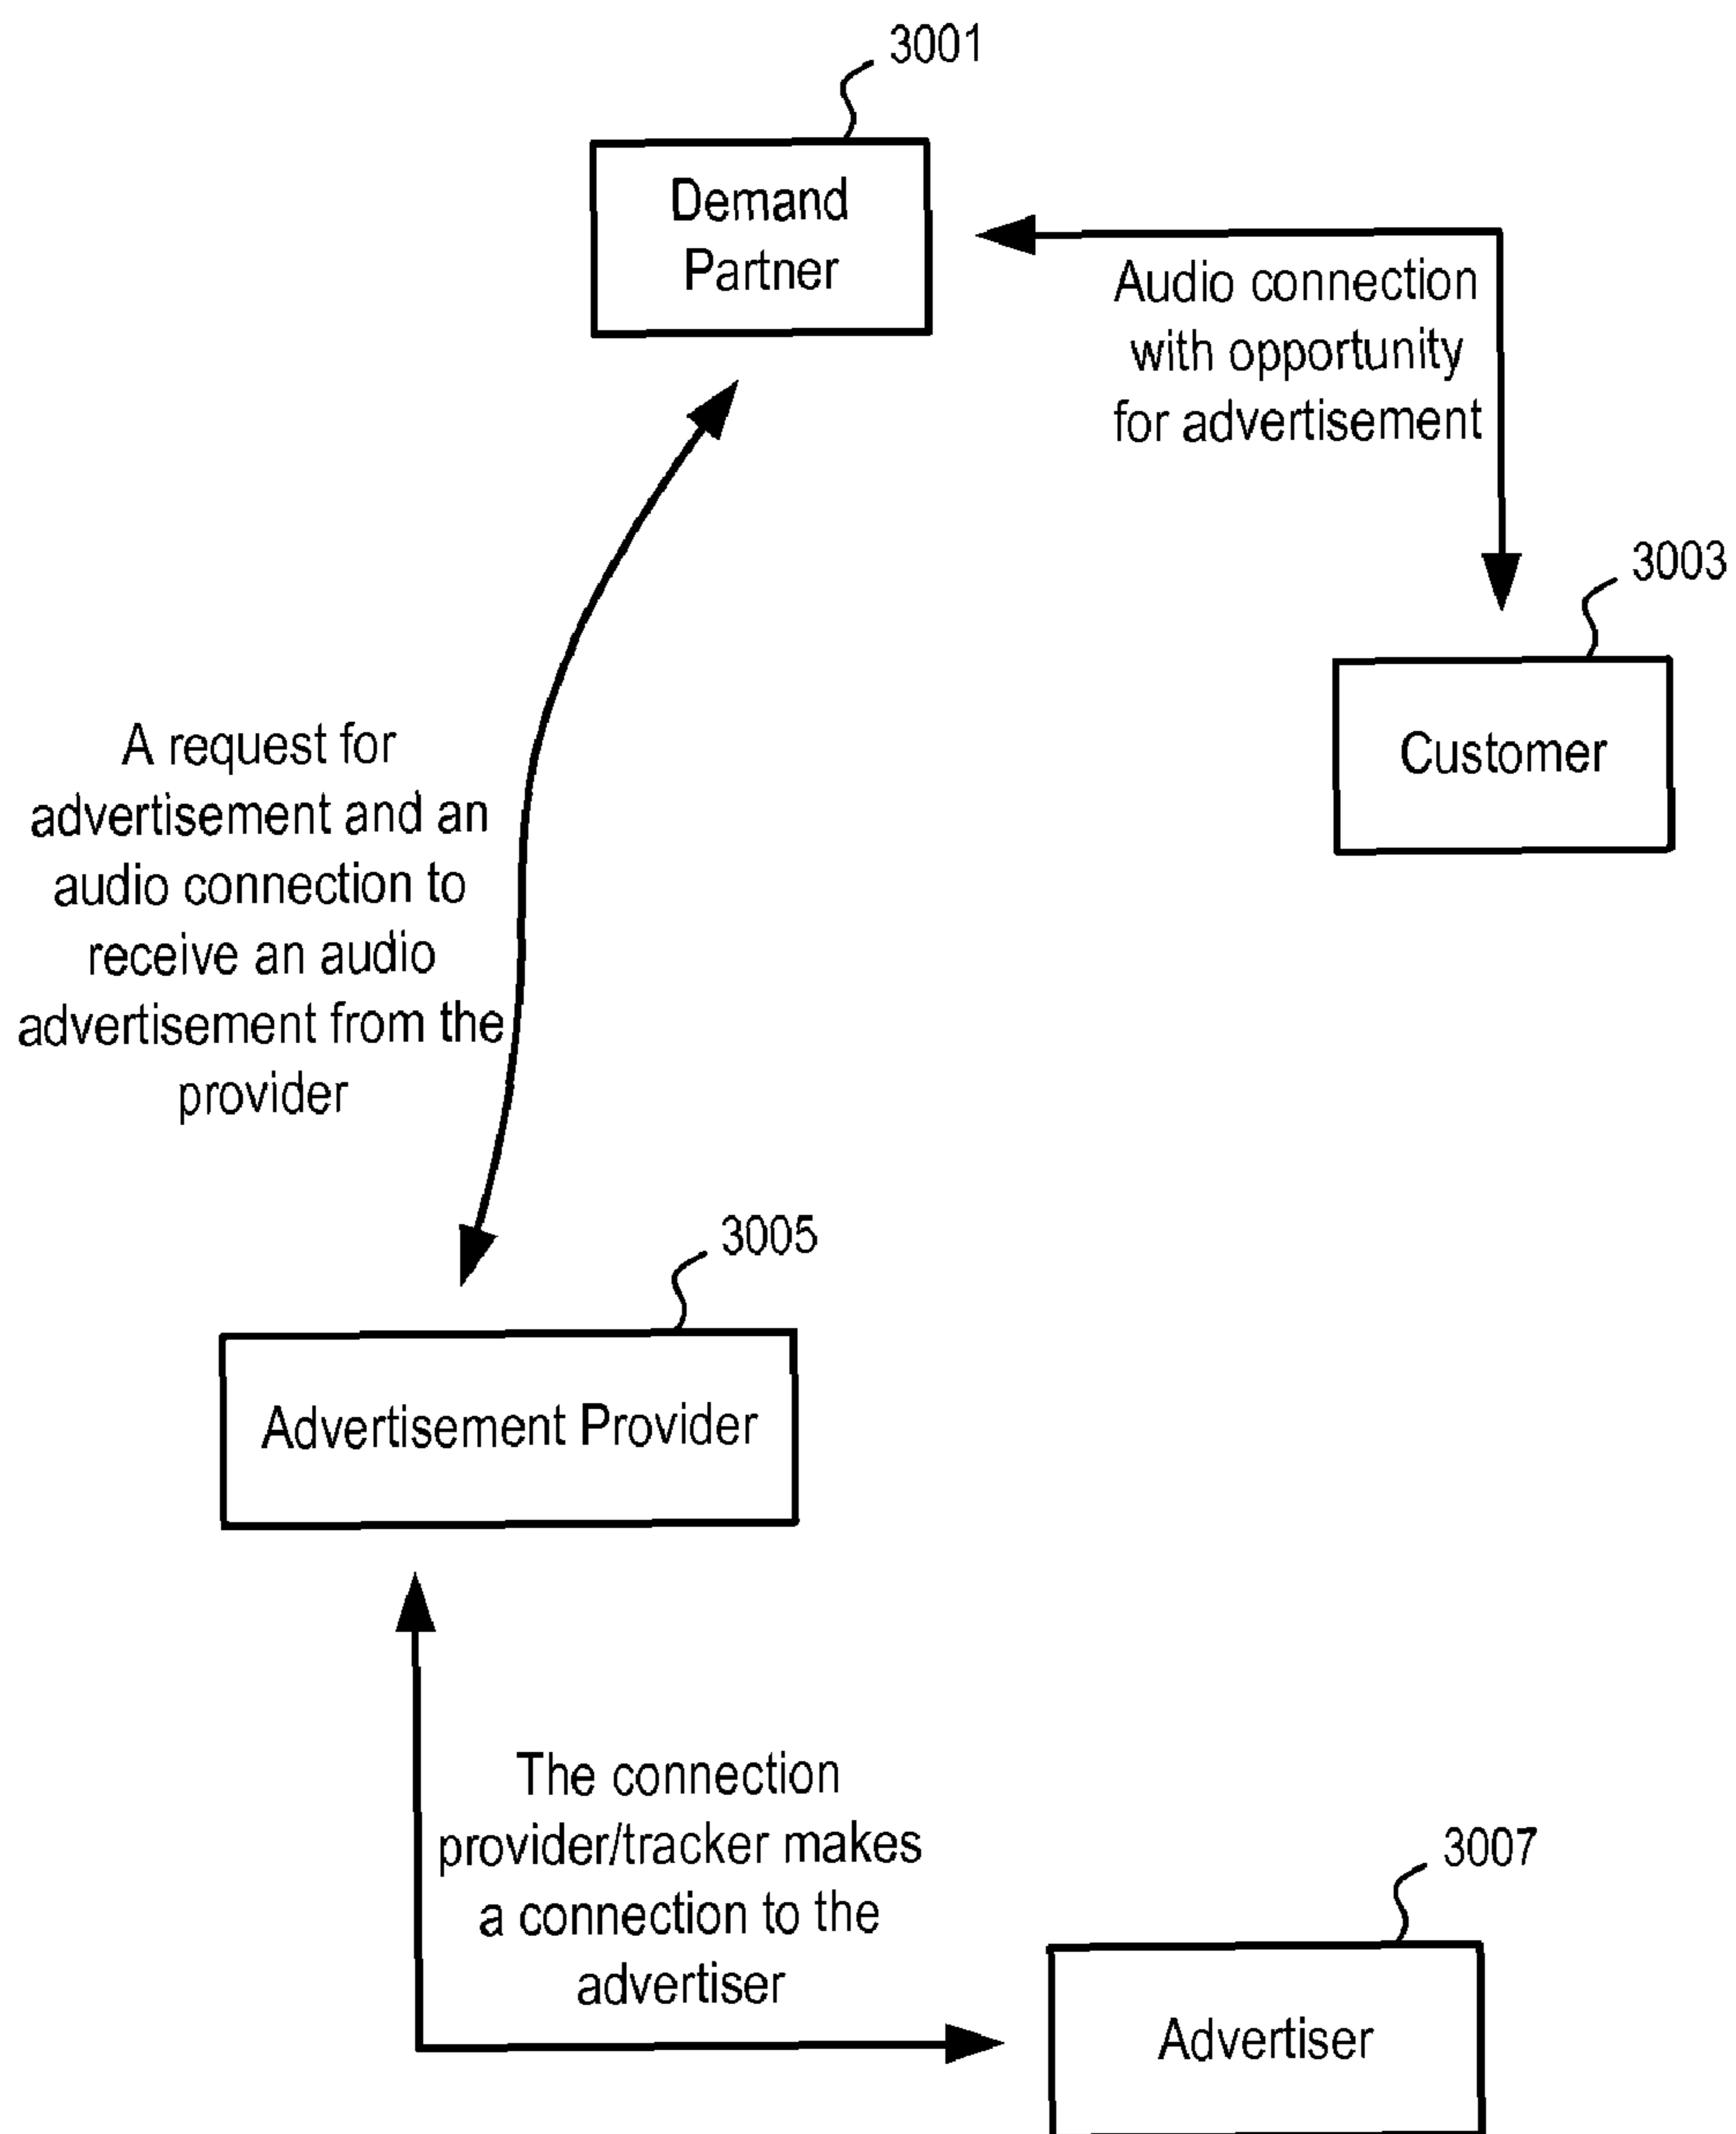 3001
Demand
Partner
Audio connection
with opportunity
for advertisement
3003
Customer
A request for
advertisement and an
audio connection to
receive an audio
advertisement from the
provider
3005
Advertisement Provider
The connection
provider/tracker makes
a connection to the
advertiser
3007
Advertiser